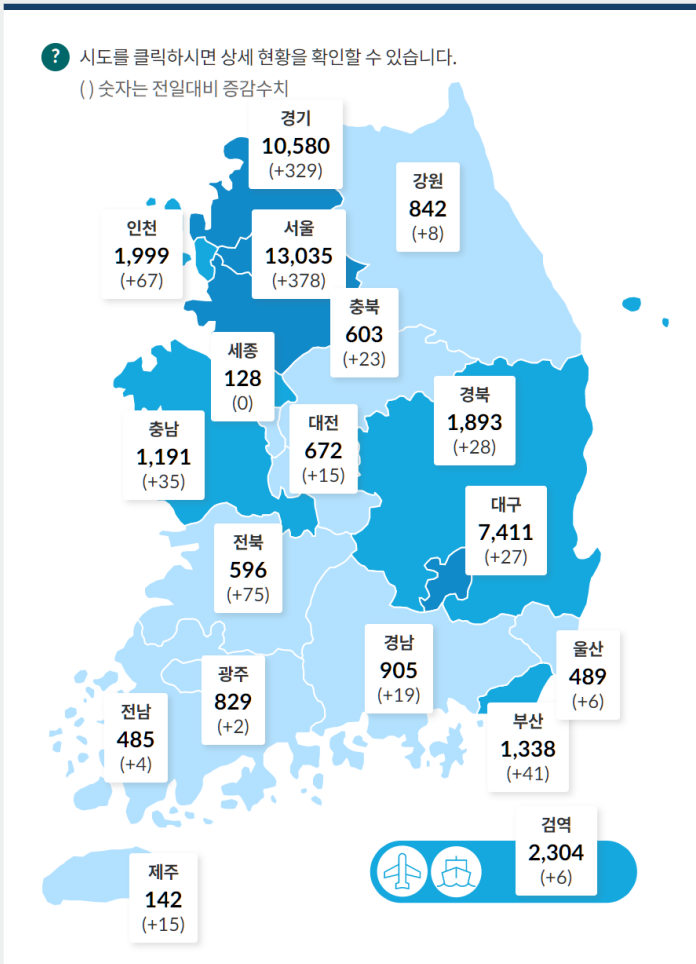 ? 시도를 클릭하시면 상세 현황을 확인할 수 있습니다.
( ) 숫자는 전일대비 증감수치
경기
10,580
(+329)
강원
842
(+8)
인천
1,999
(+67)
서울
13,035
(+378)
충북
603
(+23)
세종
128
(0)
경북
1,893
(+28)
대전
672
(+15)
충남
1,191
(+35)
대구
7,411
(+27)
전북
596
(+75)
경남
905
(+19)
울산
489
(+6)
광주
829
(+2)
전남
485
(+4)
부산
1,338
(+41)
검역
2,304
(+6)
제주
142
(+15)